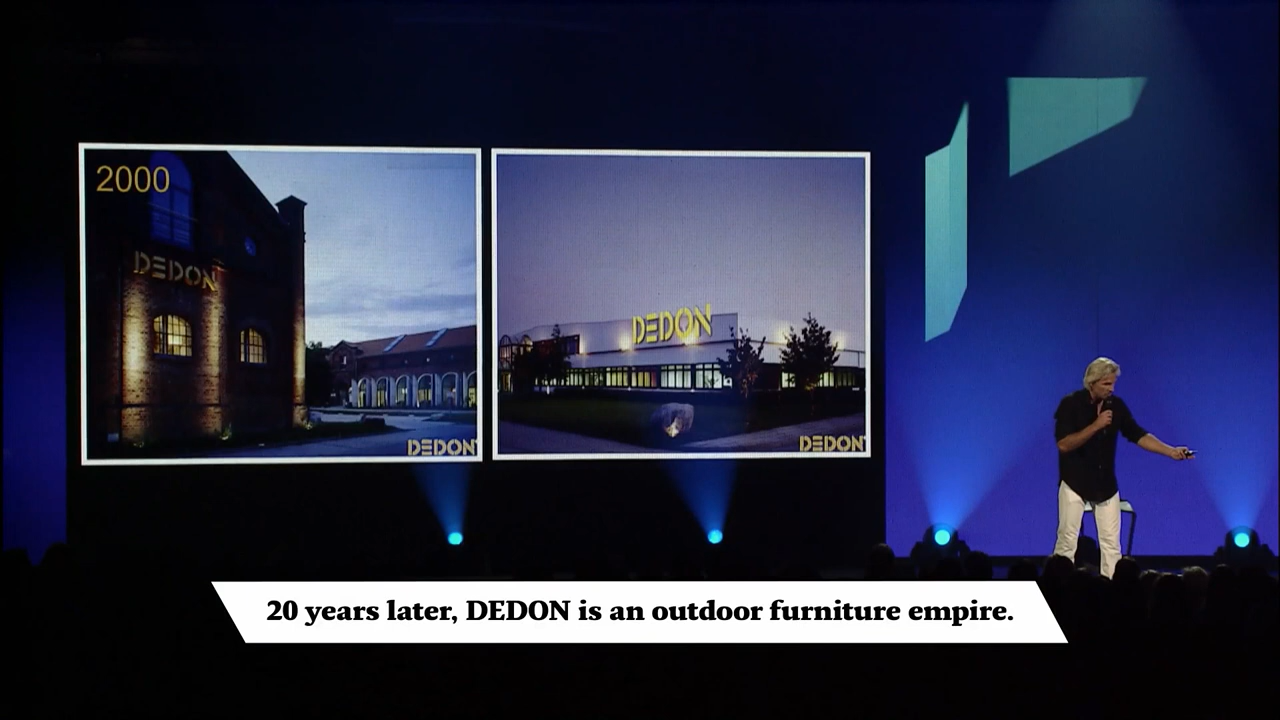 2000
DEDON
DEDON
DEDON
DEDON
20 years later, DEDON is an outdoor furniture empire.